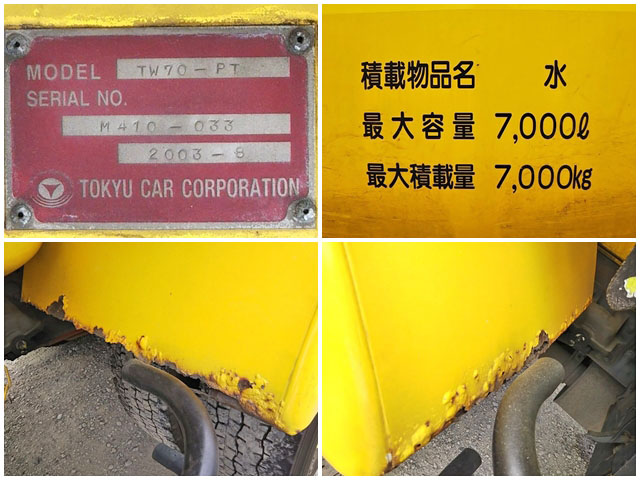 MODEL TW70-PT
SERIAL NO.
M410-033
2003-8
TOKYU CAR CORPORATION
積載物品名 水
最大容量 7,000ℓ
最大積載量 7,000kg